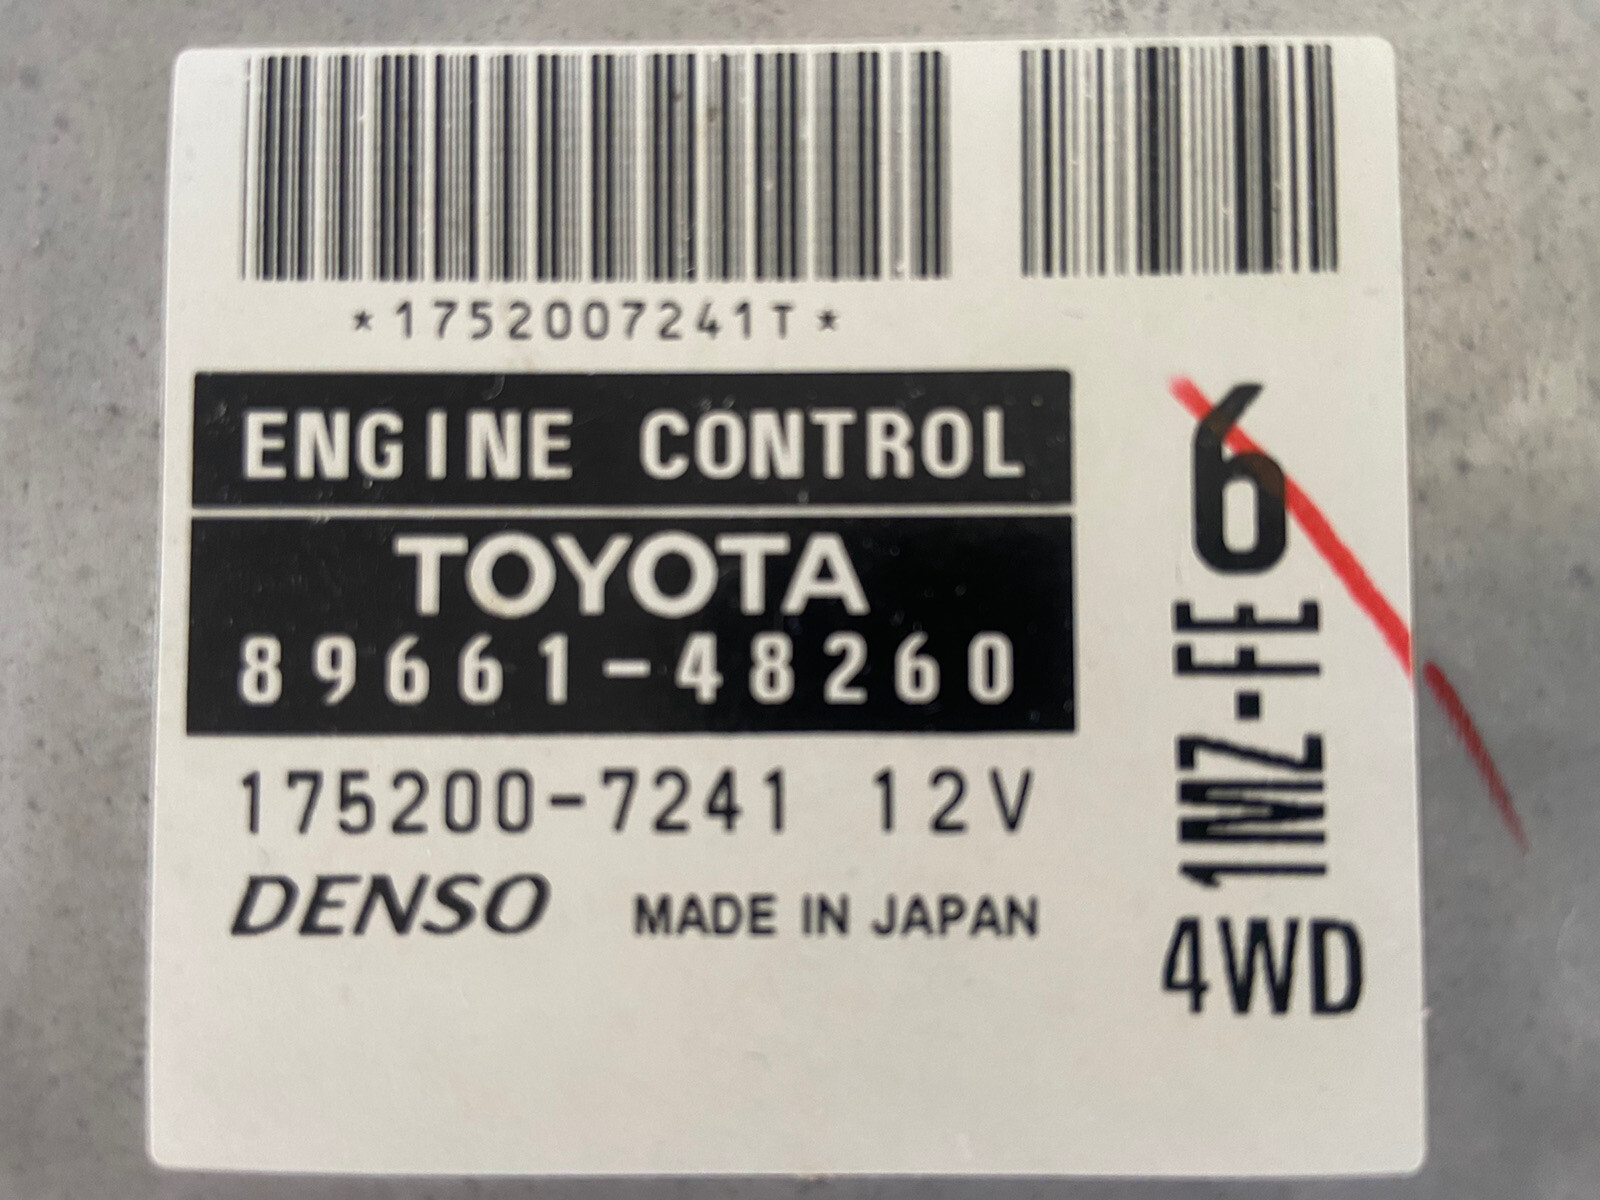 *1752007241T*
ENGINE CONTROL
TOYOTA
89661-48260
175200-7241 12V
DENSO MADE IN JAPAN
6
1MZ-FE
4WD